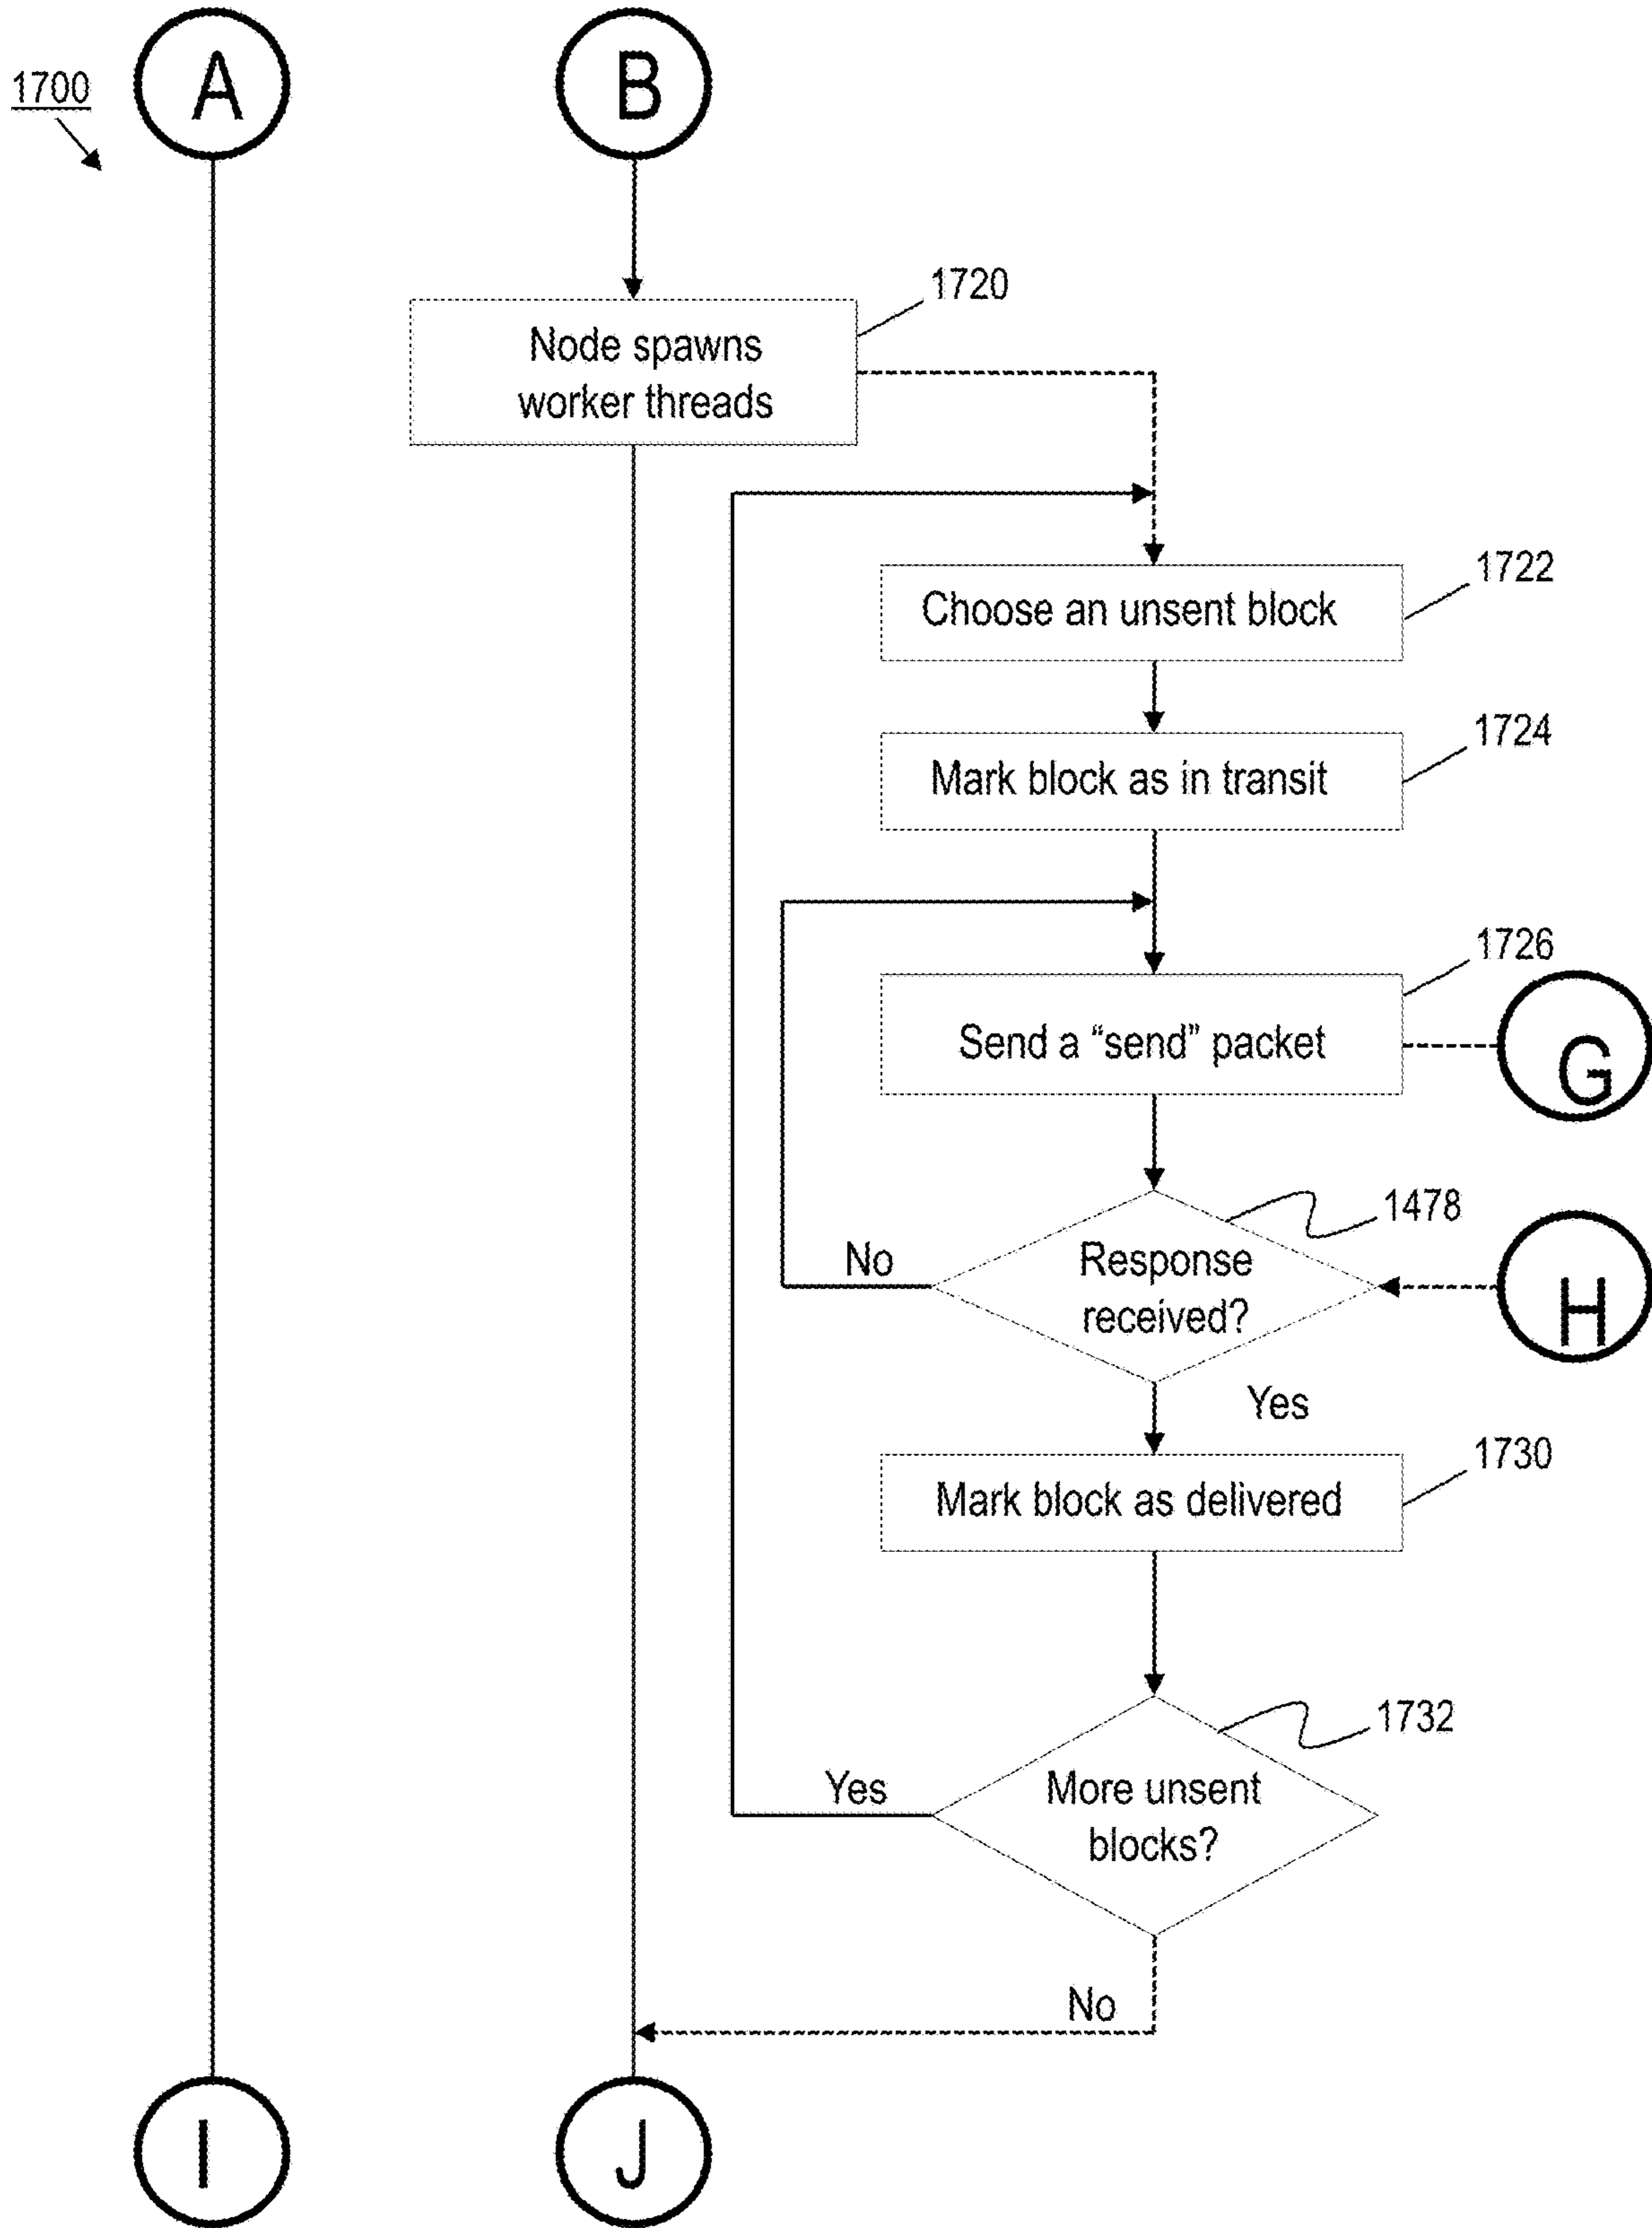 1700
A
B
1720
Node spawns
worker threads
1722
Choose an unsent block
1724
Mark block as in transit
1726
Send a “send” packet
G
1478
No
Response
received?
H
Yes
1730
Mark block as delivered
1732
Yes
More unsent
blocks?
No
I
J